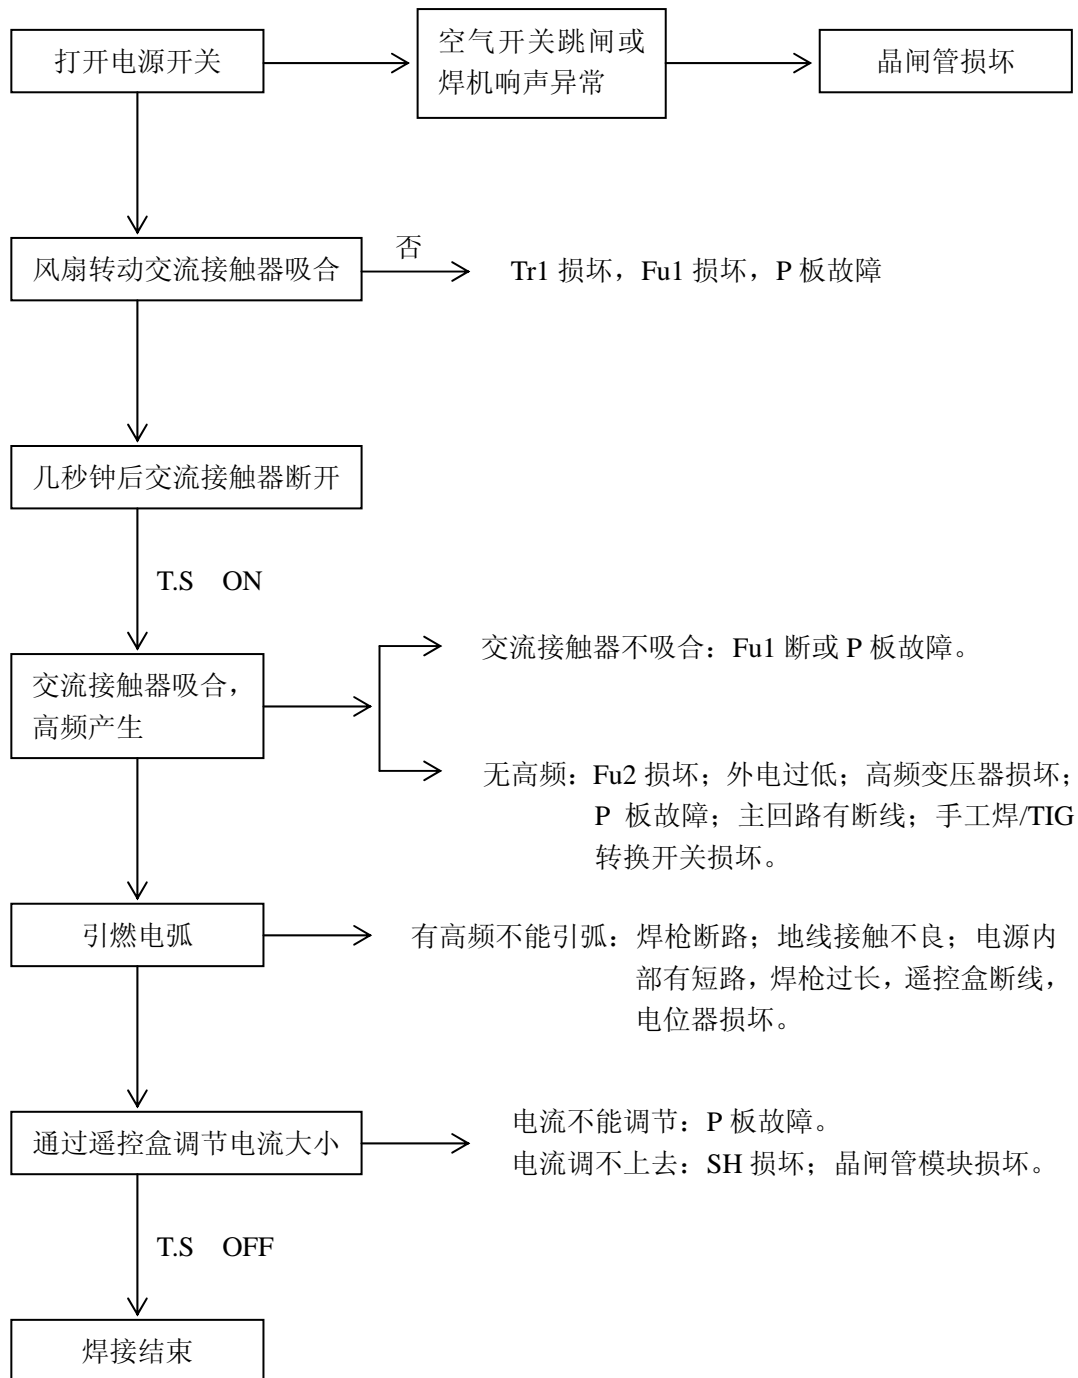 打开电源开关
空气开关跳闸或
焊机响声异常
晶闸管损坏
风扇转动交流接触器吸合
否
Tr1 损坏，Fu1 损坏，P 板故障
几秒钟后交流接触器断开
T.S ON
交流接触器吸合，
高频产生
交流接触器不吸合：Fu1 断或 P 板故障。
无高频：Fu2 损坏；外电过低；高频变压器损坏；
P 板故障；主回路有断线；手工焊/TIG
转换开关损坏。
引燃电弧
有高频不能引弧：焊枪断路；地线接触不良；电源内
部有短路，焊枪过长，遥控盒断线，
电位器损坏。
通过遥控盒调节电流大小
电流不能调节：P 板故障。
电流调不上去：SH 损坏；晶闸管模块损坏。
T.S OFF
焊接结束